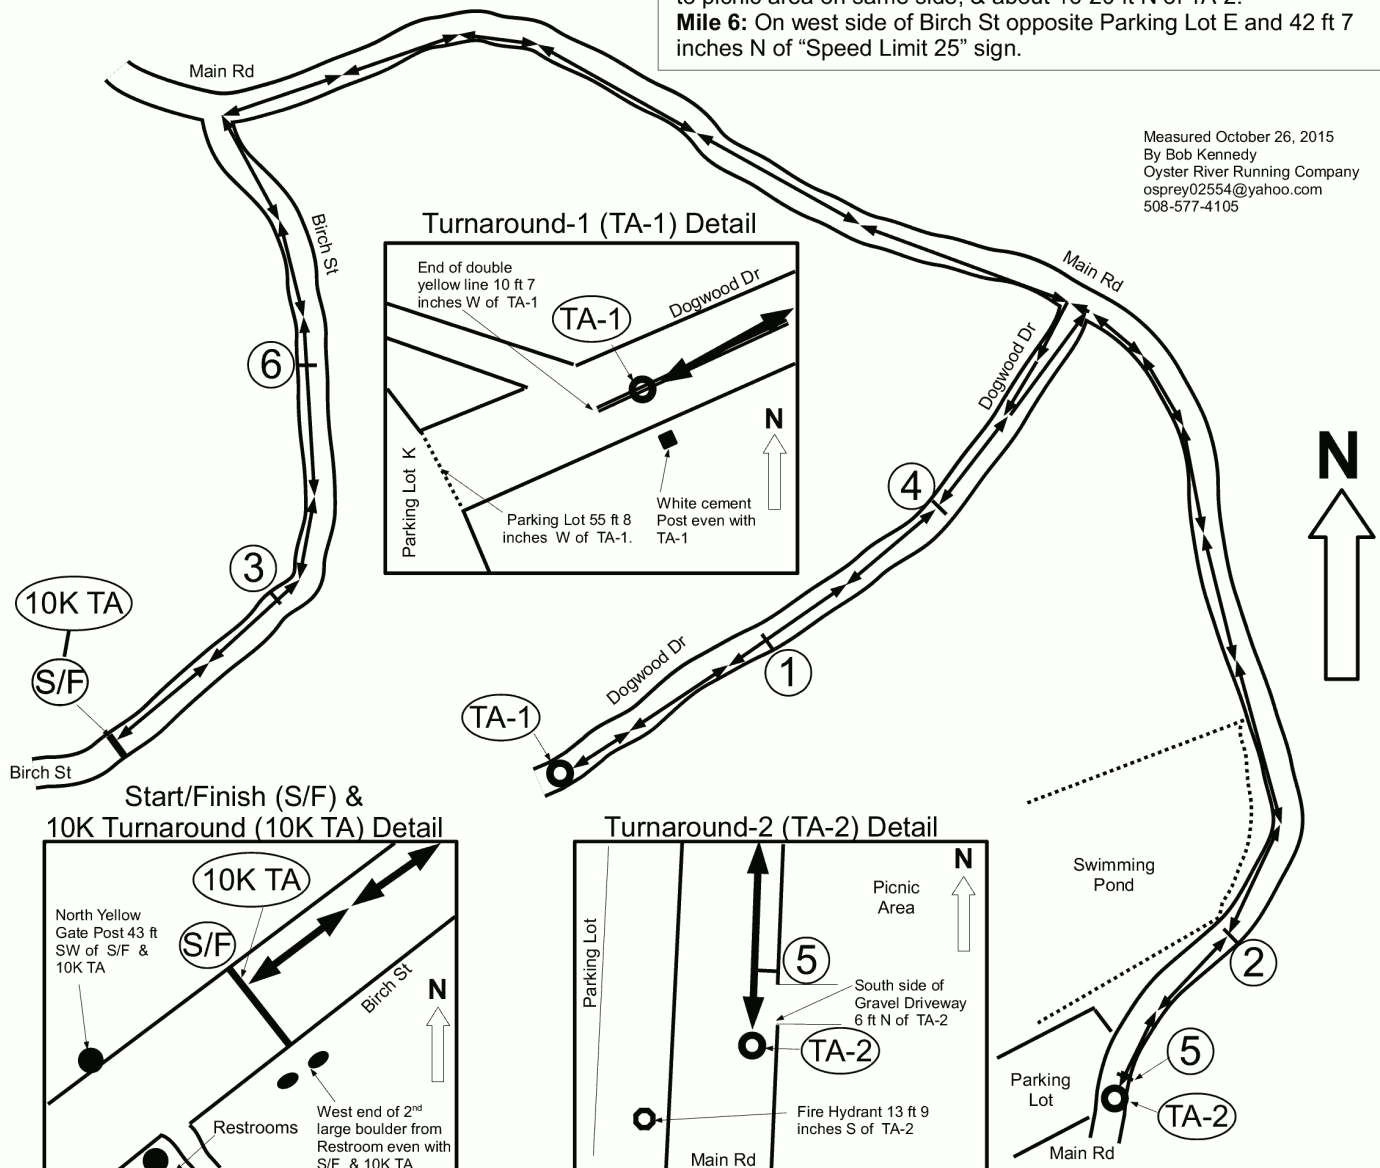 to picnic area on same side, & about 10-20 ft N of TA-2.
Mile 6: On west side of Birch St opposite Parking Lot E and 42 ft 7
inches N of “Speed Limit 25” sign.
Main Rd
Measured October 26, 2015
By Bob Kennedy
Oyster River Running Company
osprey02554@yahoo.com
508-577-4105
Birch St
Main Rd
Turnaround-1 (TA-1) Detail
End of double
yellow line 10 ft 7
inches W of TA-1
Dogwood Dr
TA-1
N
Parking Lot K
Parking Lot 55 ft 8
inches W of TA-1.
White cement
Post even with
TA-1
Dogwood Dr
6
N
4
3
10K TA
S/F
1
Dogwood Dr
TA-1
Birch St
Start/Finish (S/F) &
10K Turnaround (10K TA) Detail
10K TA
North Yellow
Gate Post 43 ft
SW of S/F &
10K TA
S/F
Birch St
N
Restrooms
West end of 2nd
large boulder from
Restroom even with
S/F & 10K TA
Turnaround-2 (TA-2) Detail
N
Picnic
Area
Parking Lot
5
South side of
Gravel Driveway
6 ft N of TA-2
TA-2
Fire Hydrant 13 ft 9
inches S of TA-2
Main Rd
Swimming
Pond
2
5
Parking
Lot
TA-2
Main Rd